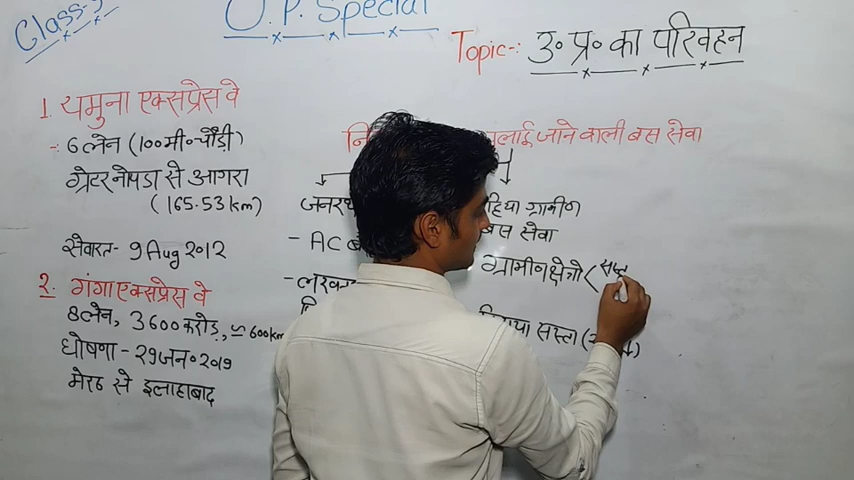 Class-
U.P. Special
Topic-: उ॰ प्र॰ का परिवहन
1. यमुना एक्सप्रेस वे
-: 6 लेन (100मी॰ चौड़ी)
ग्रेटर नोएडा से आगरा
(165.53 km)
सेवारत- 9 Aug 2012
2. गंगा एक्सप्रेस वे
8 लेन, 3600 करोड़, ≃ 600 km
घोषणा - 29 जन॰ 2019
मेरठ से इलाहाबाद
चलाई जाने वाली बस सेवा
- AC
ग्रामीण
बस सेवा
ग्रामीण क्षेत्रो (
सस्ता (